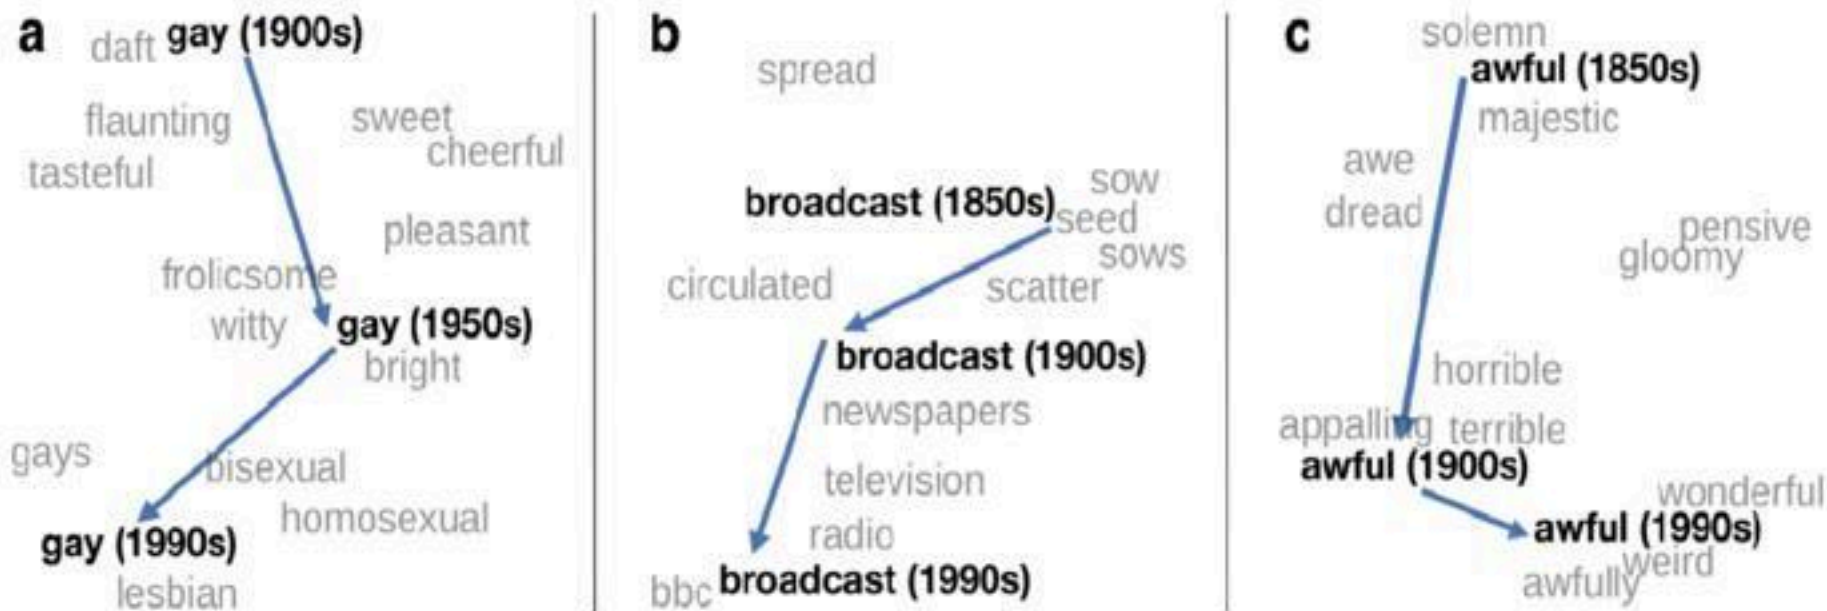 a
daft gay (1900s)
flaunting
sweet
cheerful
tasteful
pleasant
frolicsome
witty
gay (1950s)
bright
gays
bisexual
homosexual
gay (1990s)
lesbian
b
spread
sow
broadcast (1850s)
seed
sows
circulated
scatter
broadcast (1900s)
newspapers
television
radio
bbc broadcast (1990s)
c
solemn
awful (1850s)
majestic
awe
dread
pensive
gloomy
horrible
appalling terrible
awful (1900s)
wonderful
awful (1990s)
weird
awfully